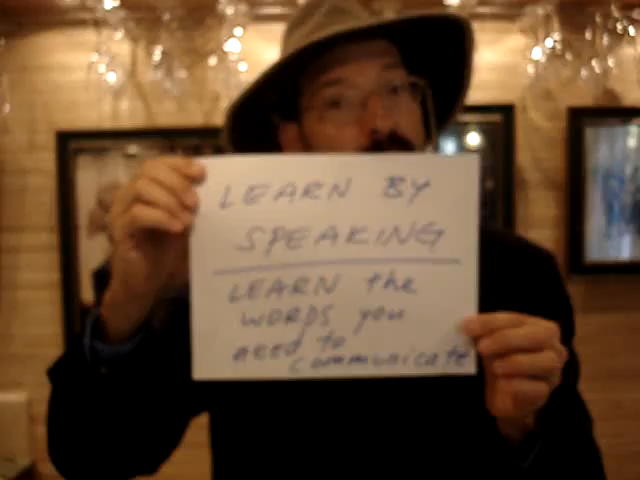 LEARN BY
SPEAKING
LEARN the
WORDS you
need to
communicate